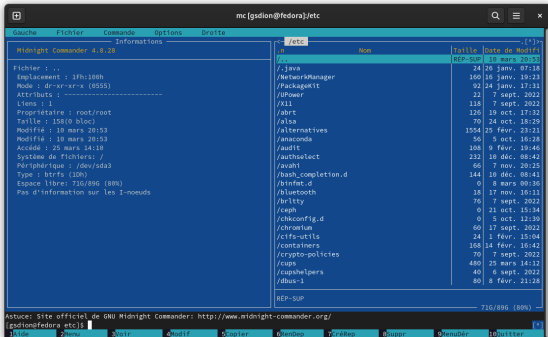 mc [gsdion@fedora]:/etc
Gauche Fichier Commande Options Droite
Informations
Midnight Commander 4.8.28
Fichier : ..
Emplacement : 1fh:100h
Mode : dr-xr-xr-x (0555)
Attributs : ------------------------
Liens : 1
Propriétaire : root/root
Taille : 158(0 bloc)
Modifié : 10 mars 20:53
Modifié : 10 mars 20:53
Accédé : 25 mars 14:10
Système de fichiers: /
Périphérique : /dev/sda3
Type : btrfs (1Dh)
Espace libre: 71G/89G (80%)
Pas d'information sur les I-noeuds
/etc
.n Nom Taille Date de Modifi
/.. RÉP-SUP 10 mars 20:53
/.java 24 26 janv. 07:18
/NetworkManager 160 16 janv. 19:23
/PackageKit 92 24 janv. 17:31
/UPower 22 7 sept. 2022
/X11 118 7 sept. 2022
/abrt 126 19 oct. 17:32
/alsa 70 24 oct. 18:29
/alternatives 1554 25 févr. 23:21
/anaconda 56 5 oct. 16:28
/audit 108 9 févr. 19:46
/authselect 232 10 déc. 08:42
/avahi 66 7 nov. 20:25
/bash_completion.d 144 10 déc. 08:41
/binfmt.d 0 8 mars 00:36
/bluetooth 18 17 nov. 16:11
/brltty 76 7 sept. 2022
/ceph 0 21 oct. 15:34
/chkconfig.d 0 5 oct. 12:39
/chromium 60 17 sept. 2022
/cifs-utils 24 1 févr. 15:04
/containers 168 14 févr. 16:42
/crypto-policies 70 7 sept. 2022
/cups 480 25 mars 14:12
/cupshelpers 40 6 sept. 2022
/dbus-1 80 8 févr. 21:28
RÉP-SUP
71G/89G (80%)
Astuce: Site officiel de GNU Midnight Commander: http://www.midnight-commander.org/
[gsdion@fedora etc]$
1Aide 2Menu 3Voir 4Modif 5Copier 6RenDep 7CréRep 8Suppr 9MenuDér 10Quitter